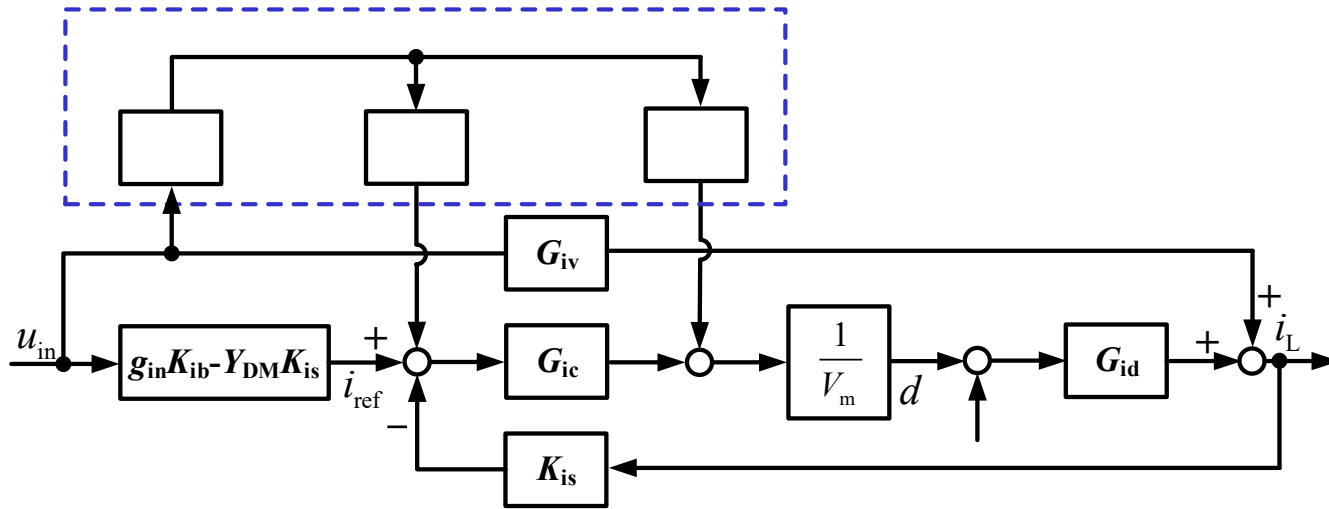 G_iv
+
u_in
g_in K_ib-Y_DM K_is
i_ref
+
G_ic
1
V_m
d
G_id
+
i_L
−
K_is